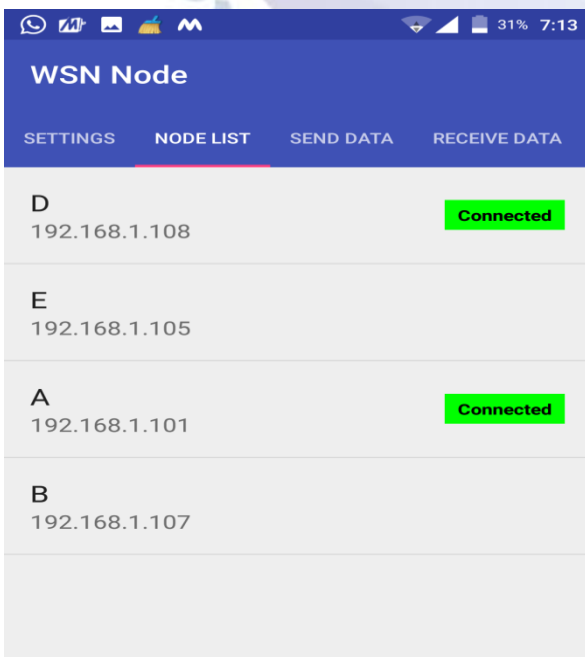 31% 7:13
WSN Node
SETTINGS NODE LIST SEND DATA RECEIVE DATA
D
192.168.1.108
Connected
E
192.168.1.105
A
192.168.1.101
Connected
B
192.168.1.107